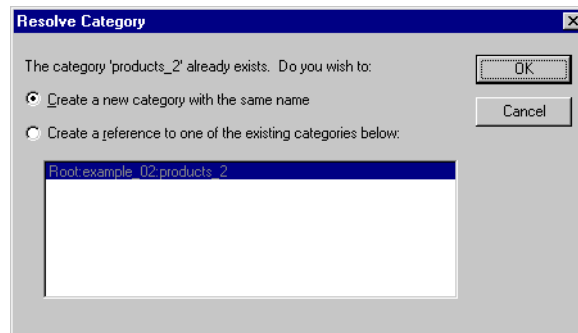 Resolve Category
The category 'products_2' already exists. Do you wish to:
OK
Create a new category with the same name
Cancel
Create a reference to one of the existing categories below:
Root:example_02:products_2